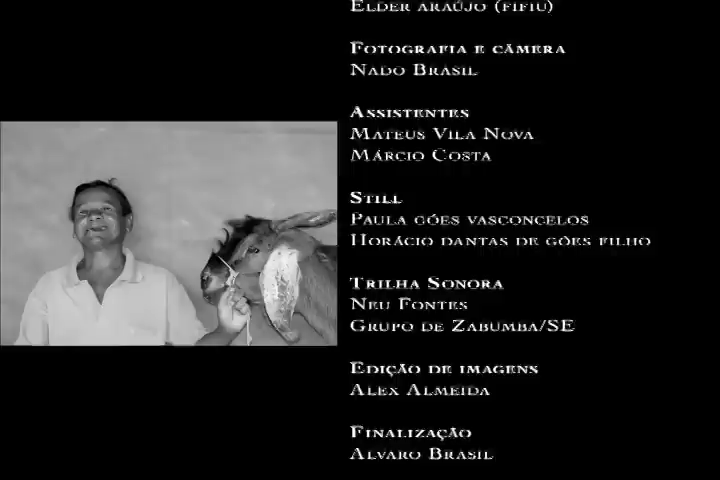 Elder Araújo (Fifiu)
Fotografia e Câmera
Nado Brasil
Assistentes
Mateus Vila Nova
Márcio Costa
Still
Paula Góes Vasconcelos
Horácio Dantas de Góes Filho
Trilha Sonora
Neu Fontes
Grupo de Zabumba/SE
Edição de Imagens
Alex Almeida
Finalização
Alvaro Brasil